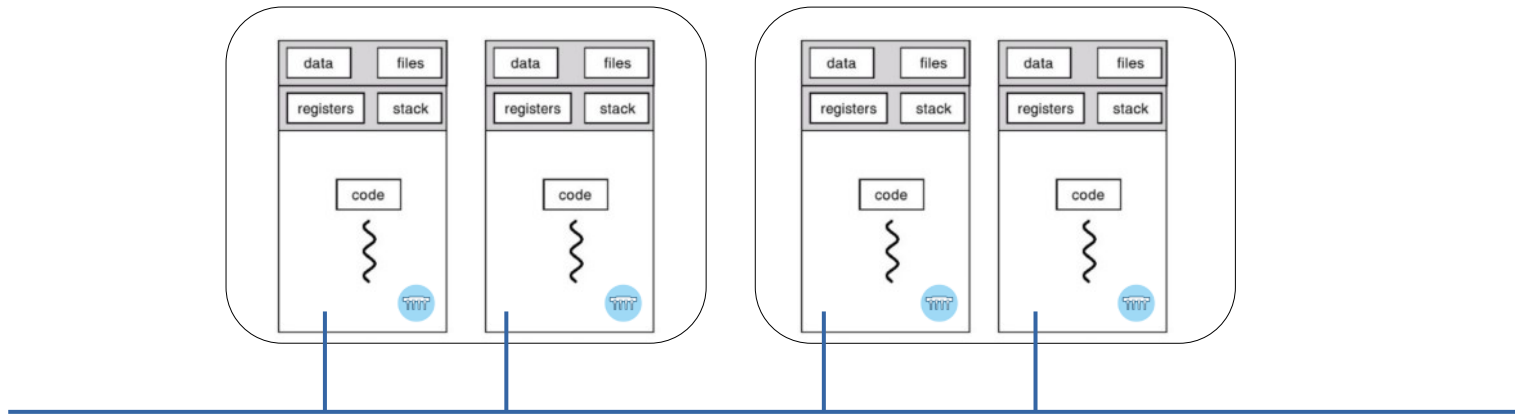 data files data files data files data files
registers stack registers stack registers stack registers stack
code code code code